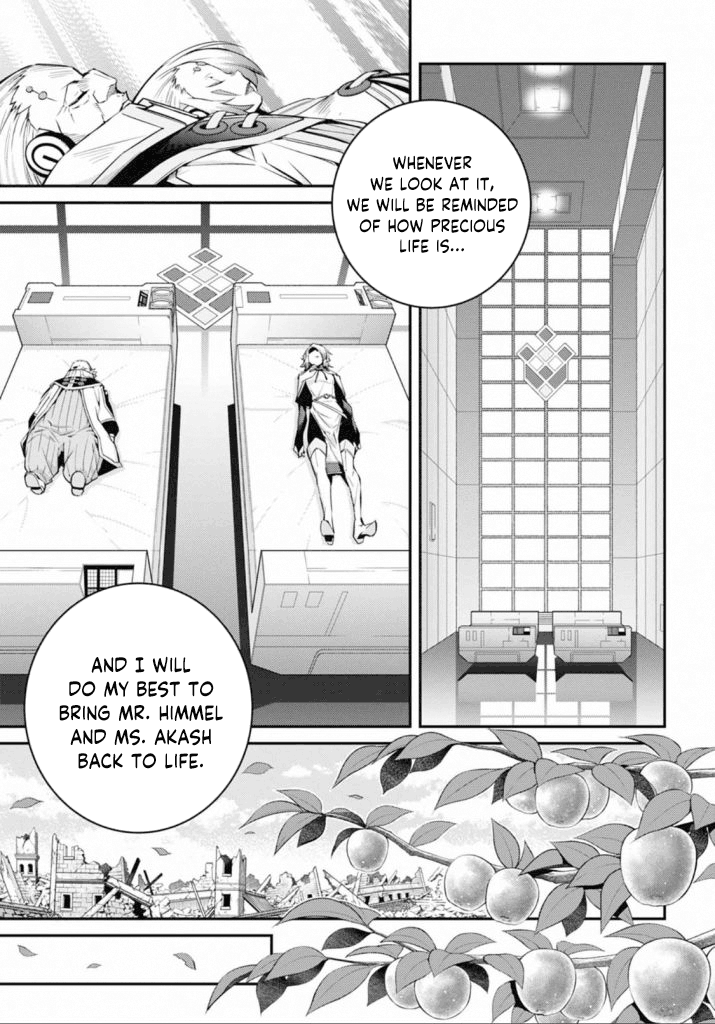 WHENEVER
WE LOOK AT IT,
WE WILL BE REMINDED
OF HOW PRECIOUS
LIFE IS...
AND I WILL
DO MY BEST TO
BRING MR. HIMMEL
AND MS. AKASH
BACK TO LIFE.